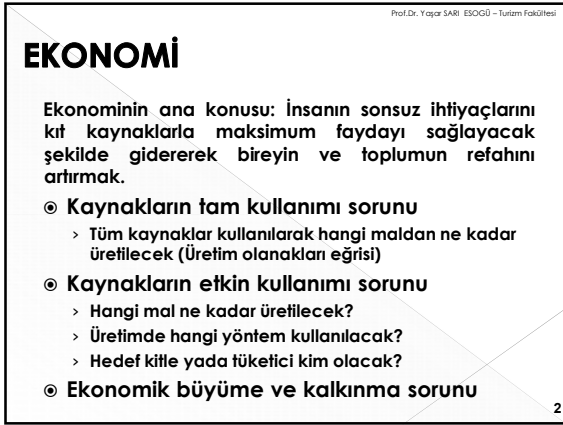 Prof.Dr. Yaşar SARI ESOGÜ – Turizm Fakültesi
EKONOMİ
Ekonominin ana konusu: İnsanın sonsuz ihtiyaçlarını
kıt kaynaklarla maksimum faydayı sağlayacak
şekilde gidererek bireyin ve toplumun refahını
artırmak.
⦿ Kaynakların tam kullanımı sorunu
› Tüm kaynaklar kullanılarak hangi maldan ne kadar
üretilecek (Üretim olanakları eğrisi)
⦿ Kaynakların etkin kullanımı sorunu
› Hangi mal ne kadar üretilecek?
› Üretimde hangi yöntem kullanılacak?
› Hedef kitle yada tüketici kim olacak?
⦿ Ekonomik büyüme ve kalkınma sorunu
2